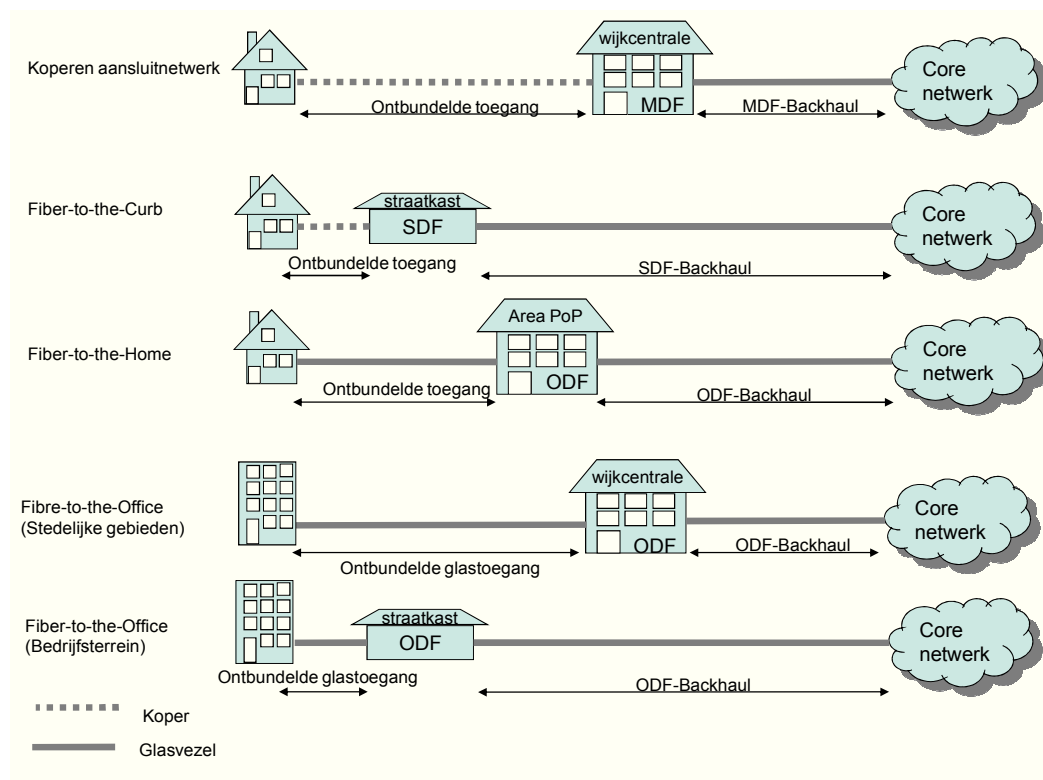 Koperen aansluitnetwerk
wijkcentrale
MDF
Core
netwerk
Ontbundelde toegang
MDF-Backhaul
Fiber-to-the-Curb
straatkast
SDF
Core
netwerk
Ontbundelde toegang
SDF-Backhaul
Fiber-to-the-Home
Area PoP
ODF
Core
netwerk
Ontbundelde toegang
ODF-Backhaul
Fibre-to-the-Office
(Stedelijke gebieden)
wijkcentrale
ODF
Core
netwerk
ODF-Backhaul
Ontbundelde glastoegang
Fiber-to-the-Office
(Bedrijfsterrein)
straatkast
ODF
Core
netwerk
Ontbundelde glastoegang
ODF-Backhaul
Koper
Glasvezel